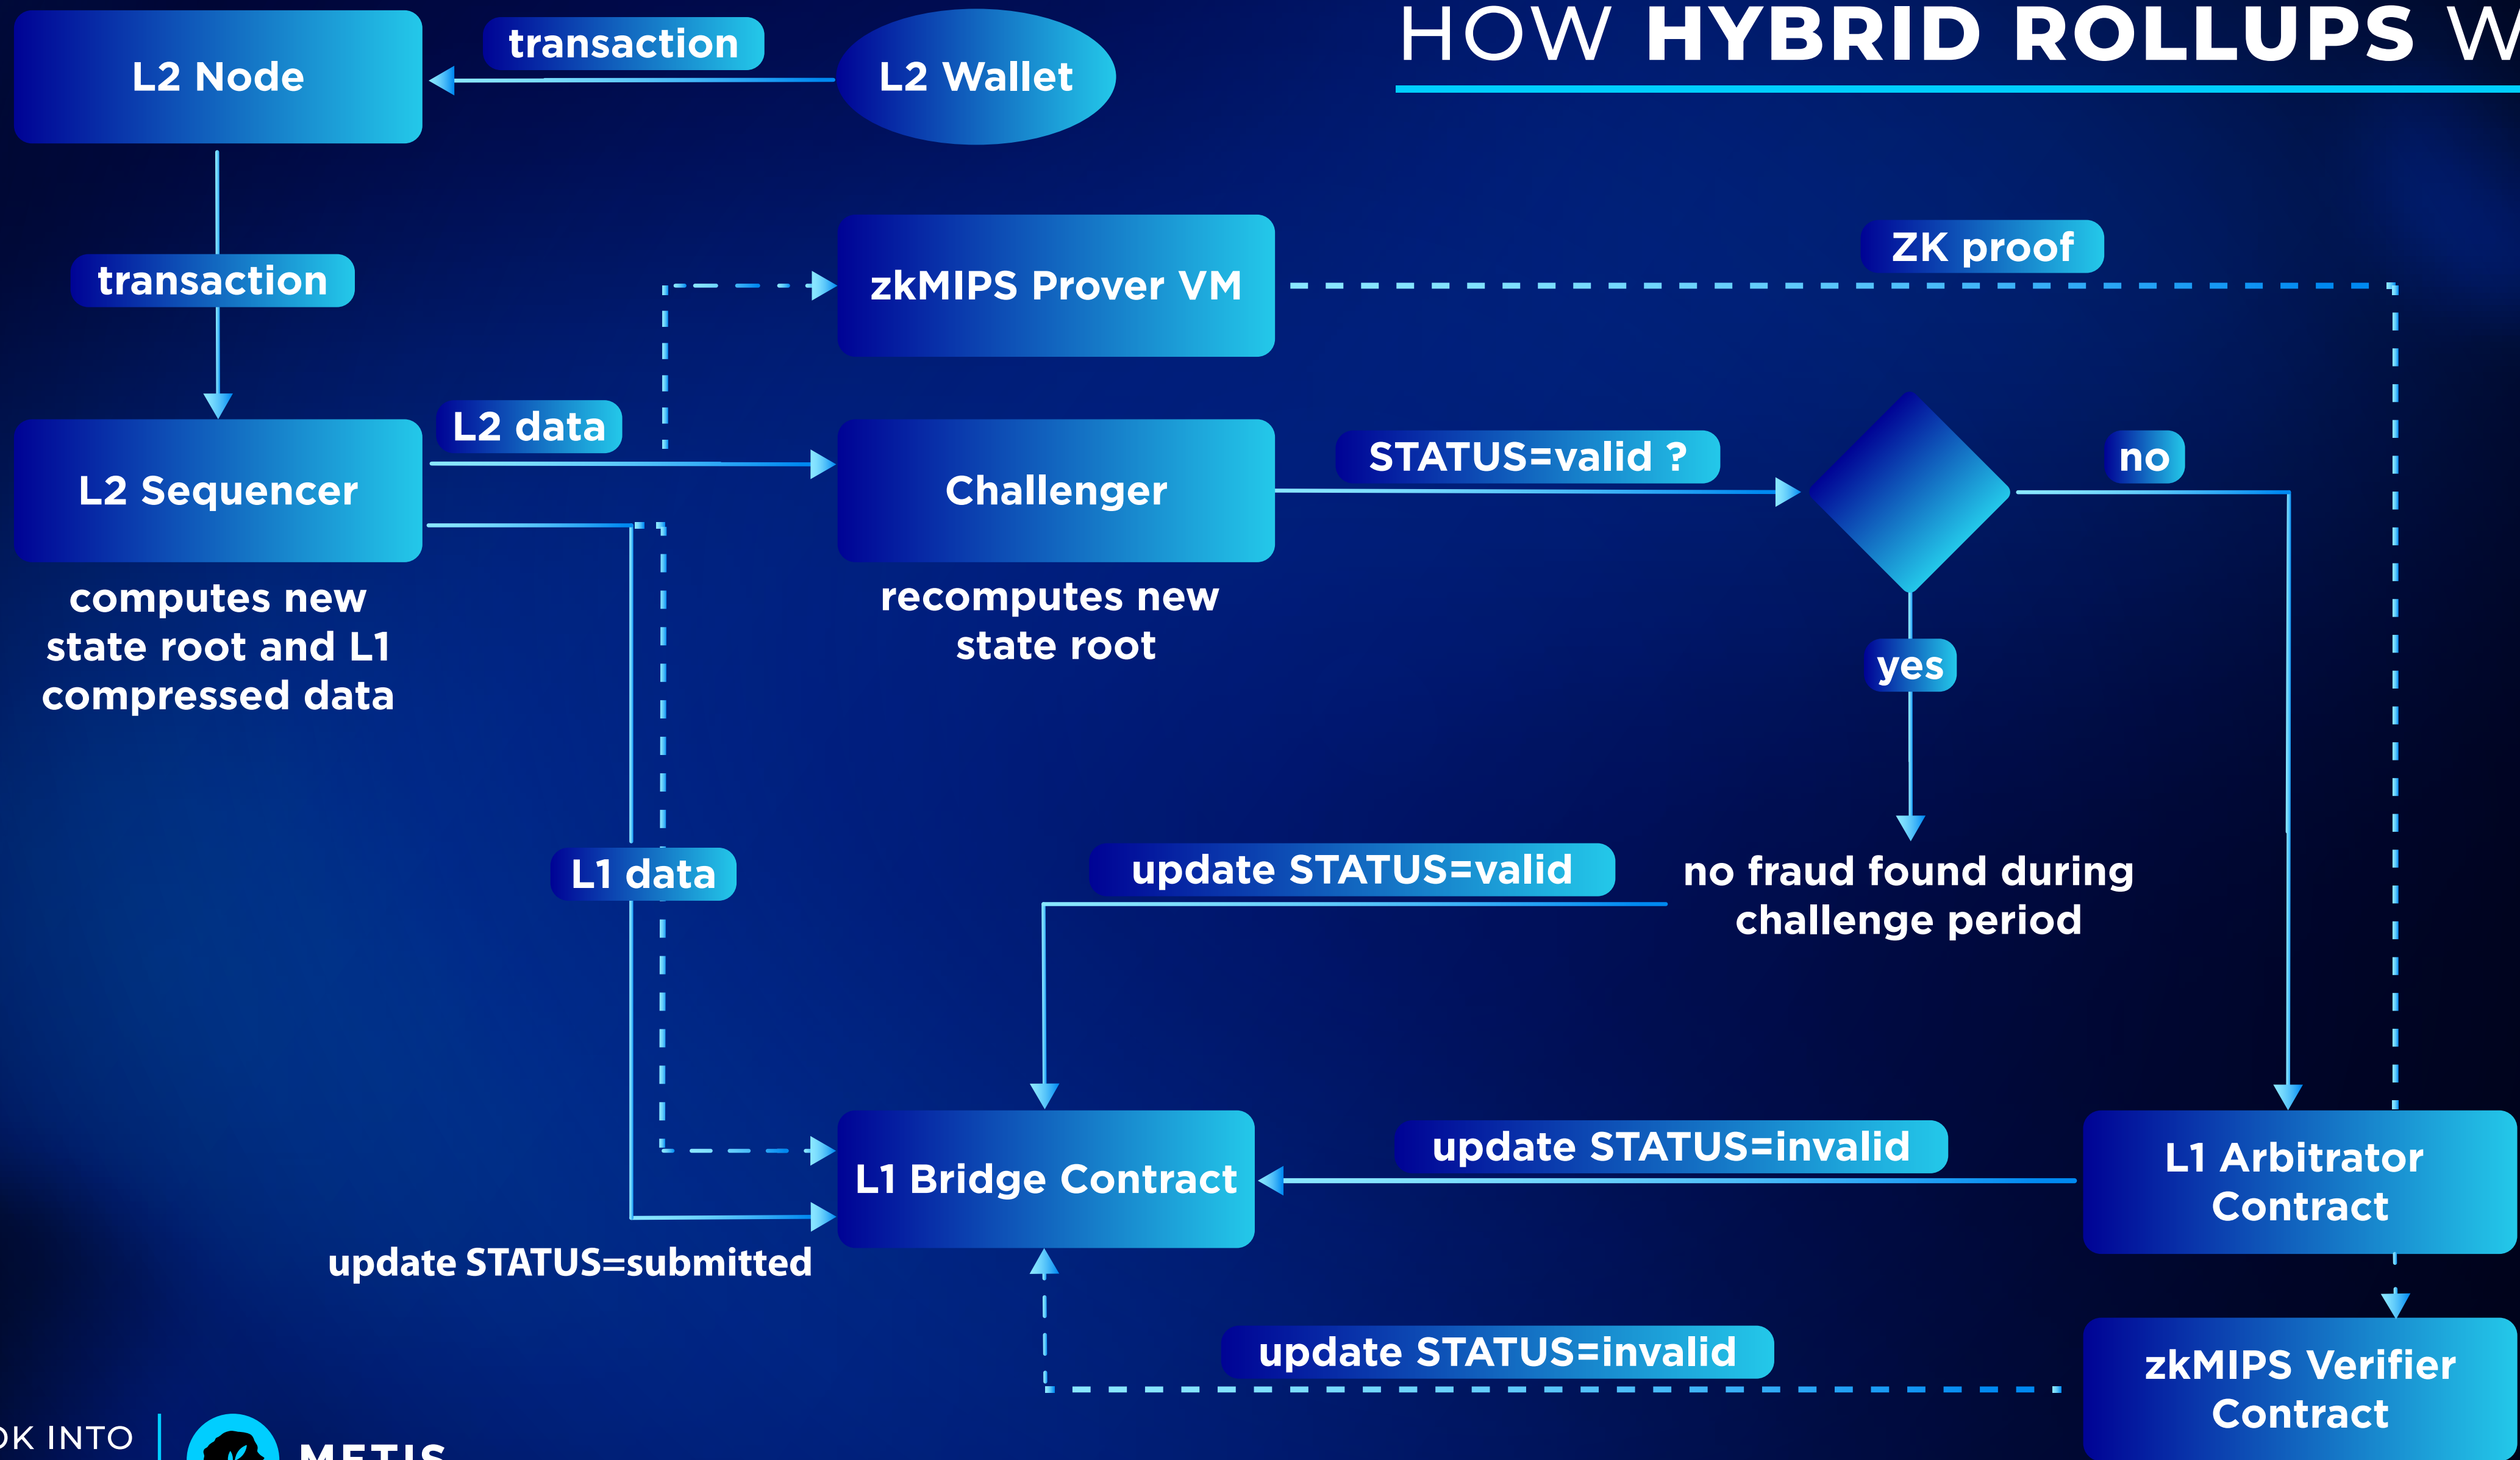 HOW HYBRID ROLLUPS W
L2 Node
transaction
L2 Wallet
transaction
zkMIPS Prover VM
ZK proof
L2 data
L2 Sequencer
Challenger
STATUS=valid ?
no
computes new
state root and L1
compressed data
recomputes new
state root
yes
L1 data
update STATUS=valid
no fraud found during
challenge period
L1 Bridge Contract
update STATUS=invalid
L1 Arbitrator
Contract
update STATUS=submitted
update STATUS=invalid
zkMIPS Verifier
Contract
OK INTO
METIS